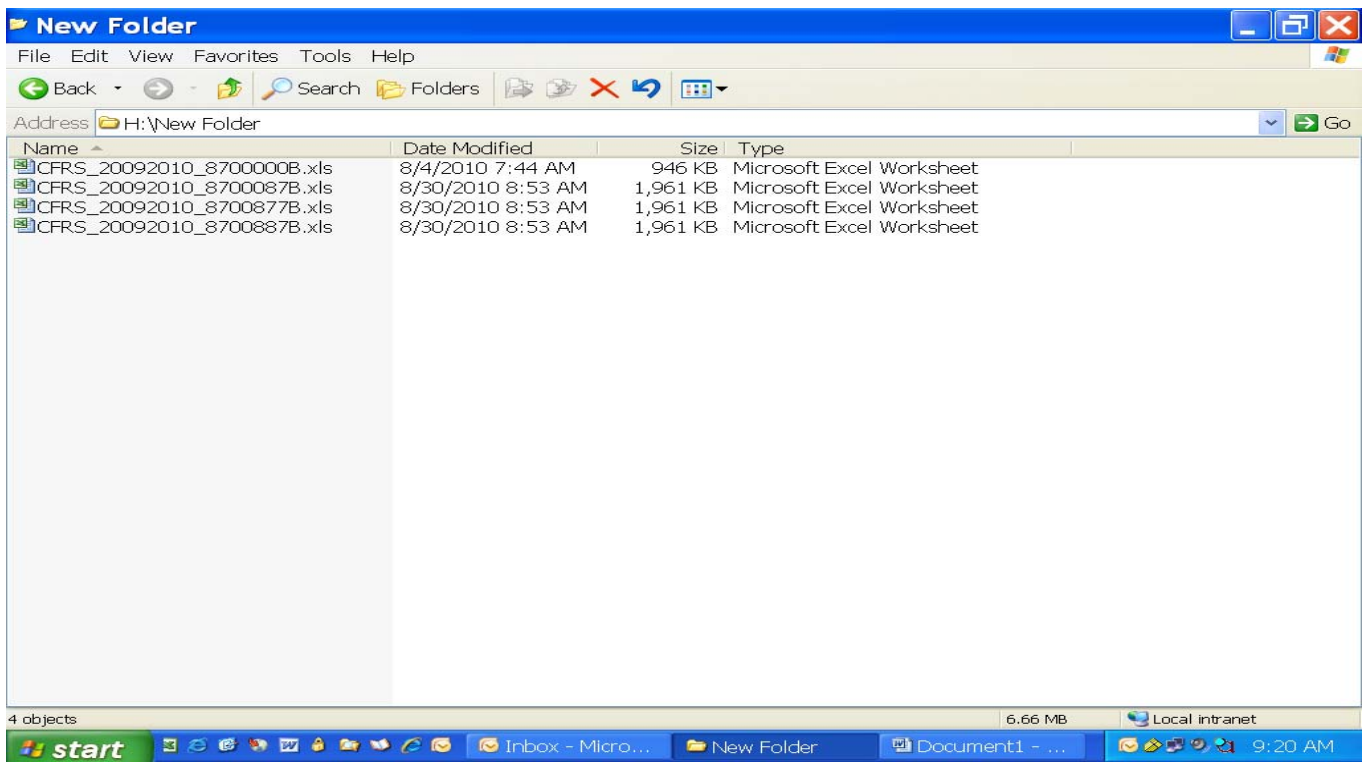 New Folder
File Edit View Favorites Tools Help
Back Search Folders
Address H:\New Folder Go
Name Date Modified Size Type
CFRS_20092010_8700000B.xls 8/4/2010 7:44 AM 946 KB Microsoft Excel Worksheet
CFRS_20092010_8700087B.xls 8/30/2010 8:53 AM 1,961 KB Microsoft Excel Worksheet
CFRS_20092010_8700877B.xls 8/30/2010 8:53 AM 1,961 KB Microsoft Excel Worksheet
CFRS_20092010_8700887B.xls 8/30/2010 8:53 AM 1,961 KB Microsoft Excel Worksheet
4 objects 6.66 MB Local intranet
start Inbox - Micro... New Folder Document1 - ... 9:20 AM